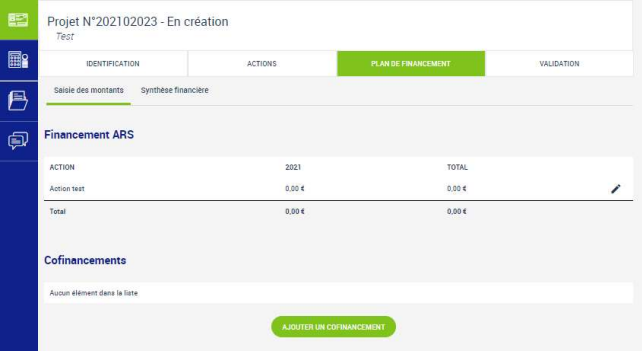 Projet N°202102023 - En création
Test
IDENTIFICATION ACTIONS PLAN DE FINANCEMENT VALIDATION
Saisie des montants Synthèse financière
Financement ARS
ACTION 2021 TOTAL
Action test 0,00 € 0,00 €
Total 0,00 € 0,00 €
Cofinancements
Aucun élément dans la liste
AJOUTER UN COFINANCEMENT